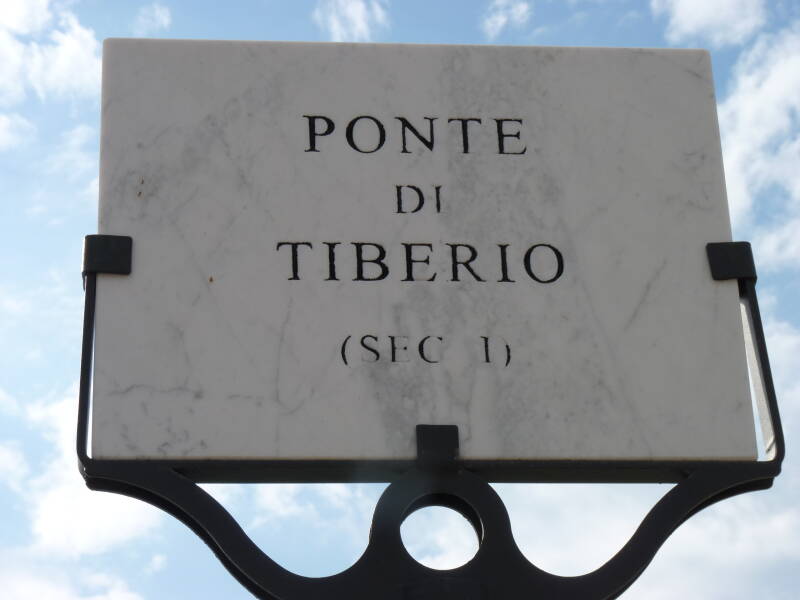 PONTE
DI
TIBERIO
(SEC I)